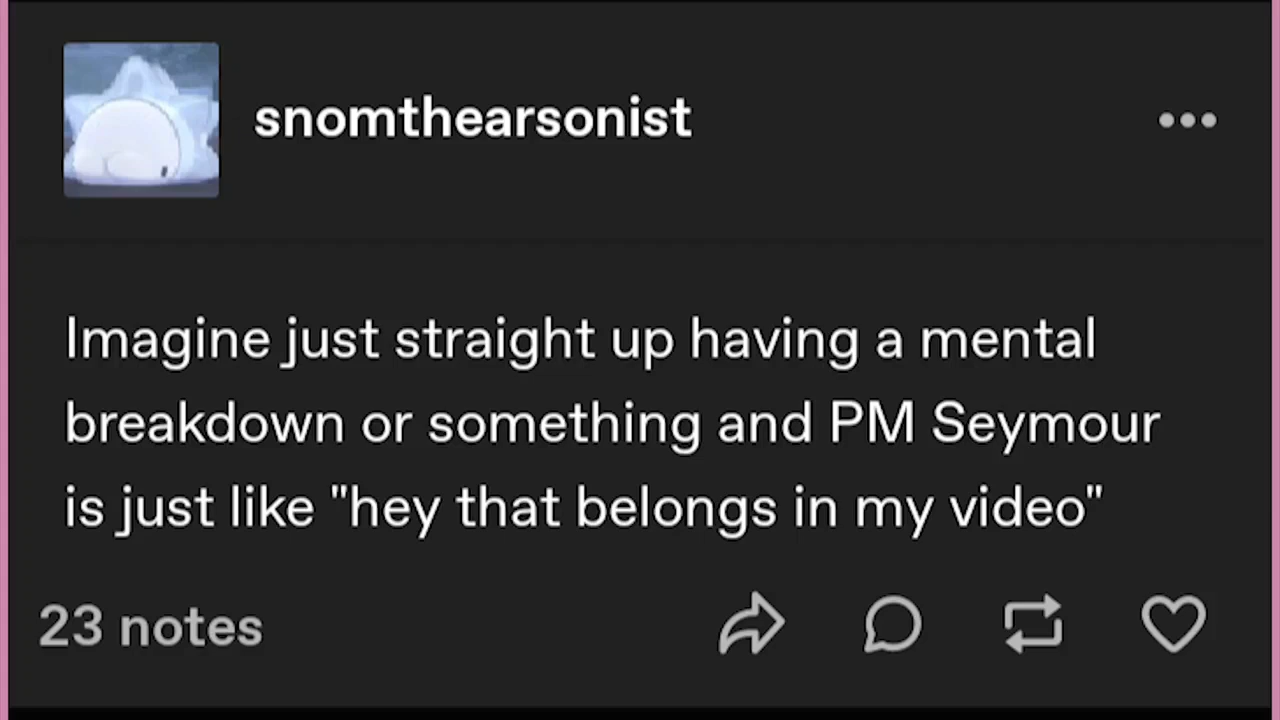 snomthearsonist
Imagine just straight up having a mental
breakdown or something and PM Seymour
is just like "hey that belongs in my video"
23 notes